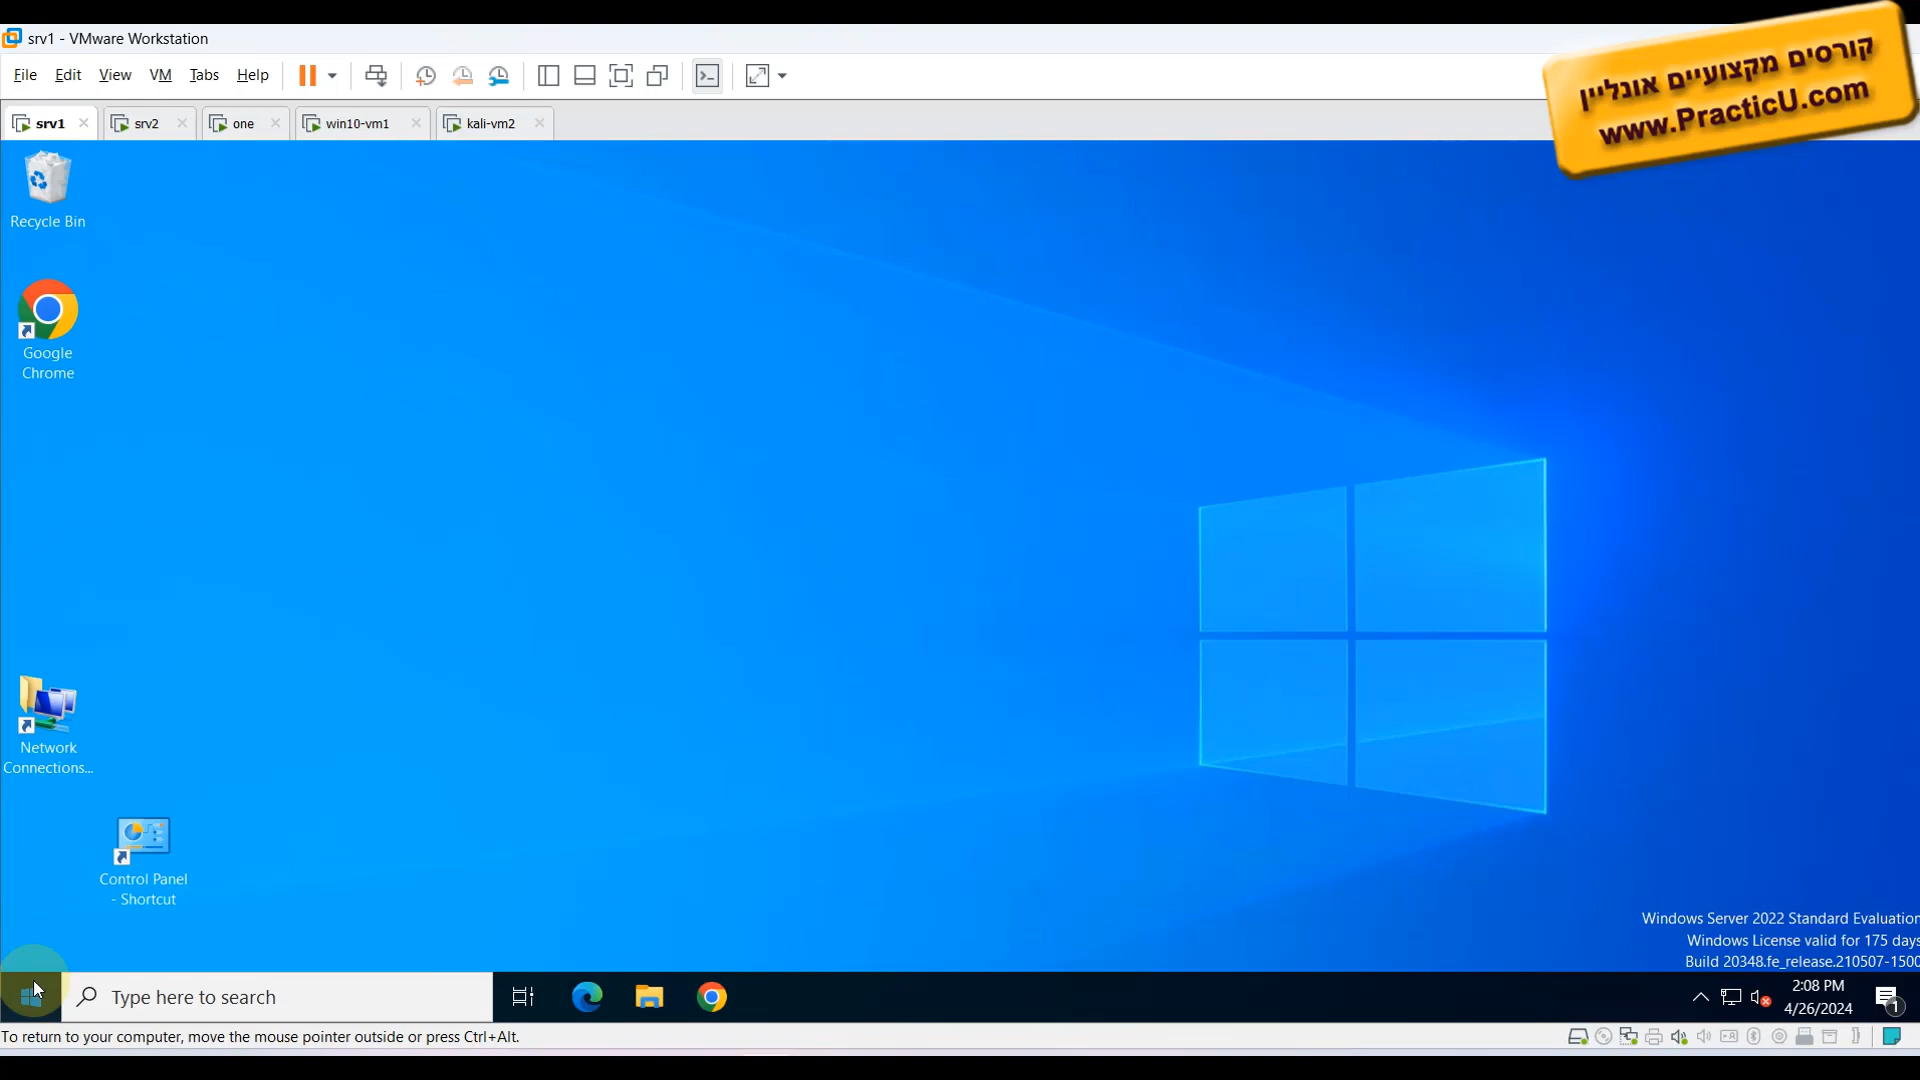 srv1 - VMware Workstation
קורסים מקצועיים אונליין
www.PracticU.com
File Edit View VM Tabs Help
srv1 srv2 one win10-vm1 kali-vm2
Recycle Bin
Google
Chrome
Network
Connections...
Control Panel
- Shortcut
Windows Server 2022 Standard Evaluation
Windows License valid for 175 days
Build 20348.fe_release.210507-1500
Type here to search
2:08 PM
4/26/2024
1
To return to your computer, move the mouse pointer outside or press Ctrl+Alt.